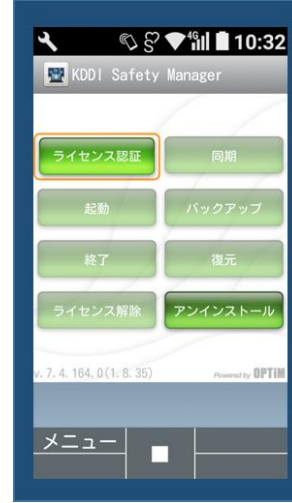 4G 10:32
KDDI Safety Manager
ライセンス認証 同期
起動 バックアップ
終了 復元
ライセンス解除 アンインストール
v.7.4.164.0(1.8.35) Powered by OPTiM
メニュー